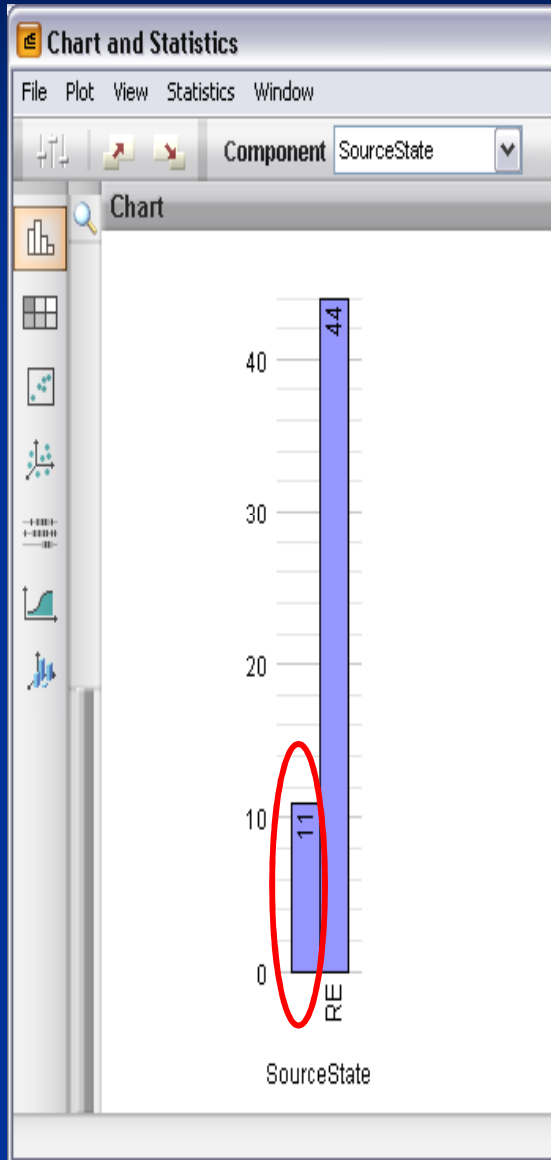 Chart and Statistics
File Plot View Statistics Window
Component SourceState
Chart
44
40
30
20
10
11
0
RE
SourceState